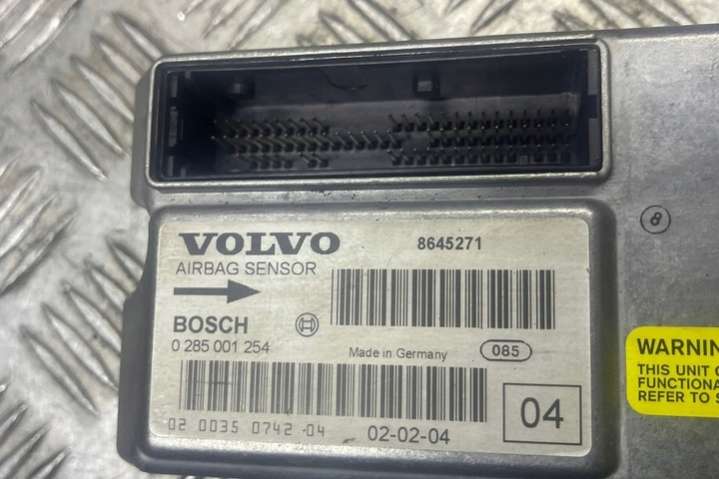 VOLVO 8645271
AIRBAG SENSOR
BOSCH
0 285 001 254
Made in Germany 085
02 0035 0742-04 02-02-04
04
8
WARNIN
THIS UNIT
FUNCTIONA
REFER TO S